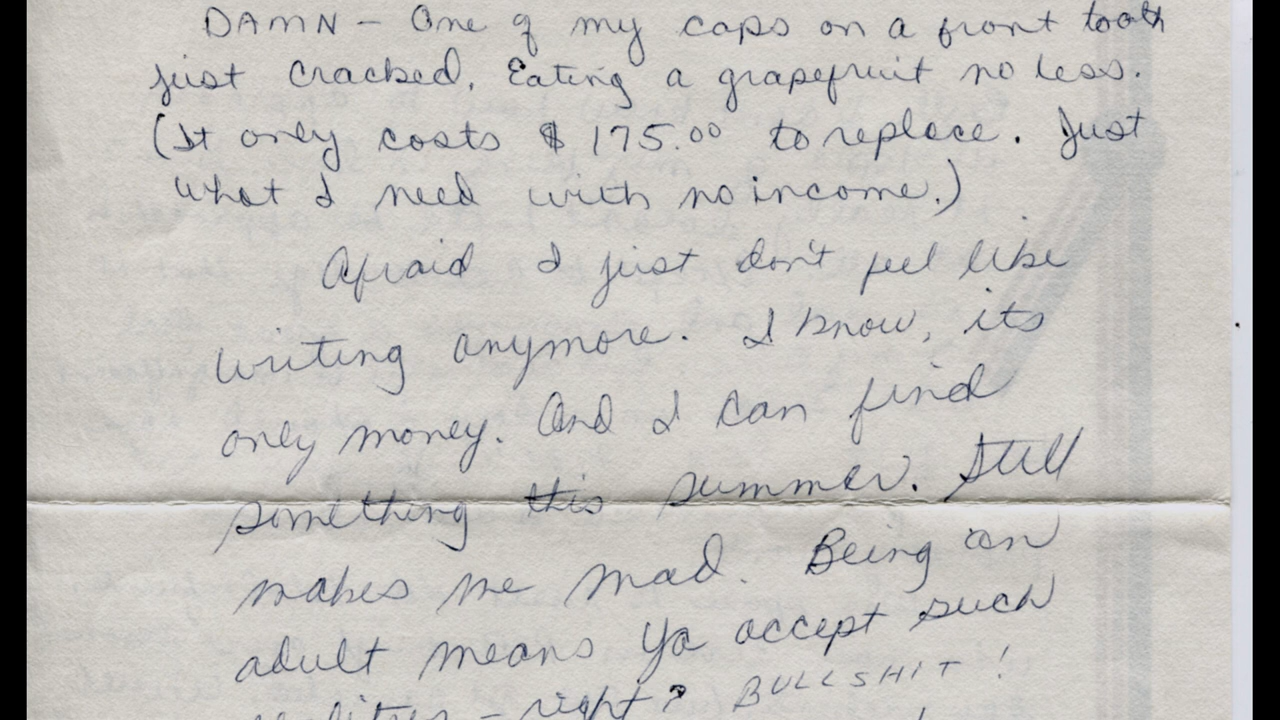 DAMN - One of my caps on a front tooth
just cracked, Eating a grapefruit no less.
(It only costs $175.00 to replace. Just
what I need with no income.)
Afraid I just don't feel like
writing anymore. I know, its
only money. And I can find
something this summer. Still
makes me mad. Being an
adult means ya accept such
realities - right? BULLSHIT!